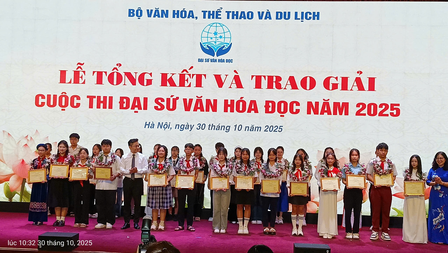 BỘ VĂN HÓA, THỂ THAO VÀ DU LỊCH
ĐẠI SỨ VĂN HÓA ĐỌC
LỄ TỔNG KẾT VÀ TRAO GIẢI
CUỘC THI ĐẠI SỨ VĂN HÓA ĐỌC NĂM 2025
Hà Nội, ngày 30 tháng 10 năm 2025
lúc 10:32 30 thg 10, 2025